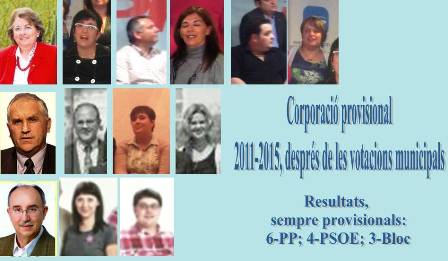 Corporació provisional
2011-2015, després de les votacions municipals
Resultats,
sempre provisionals:
6-PP; 4-PSOE; 3-Bloc